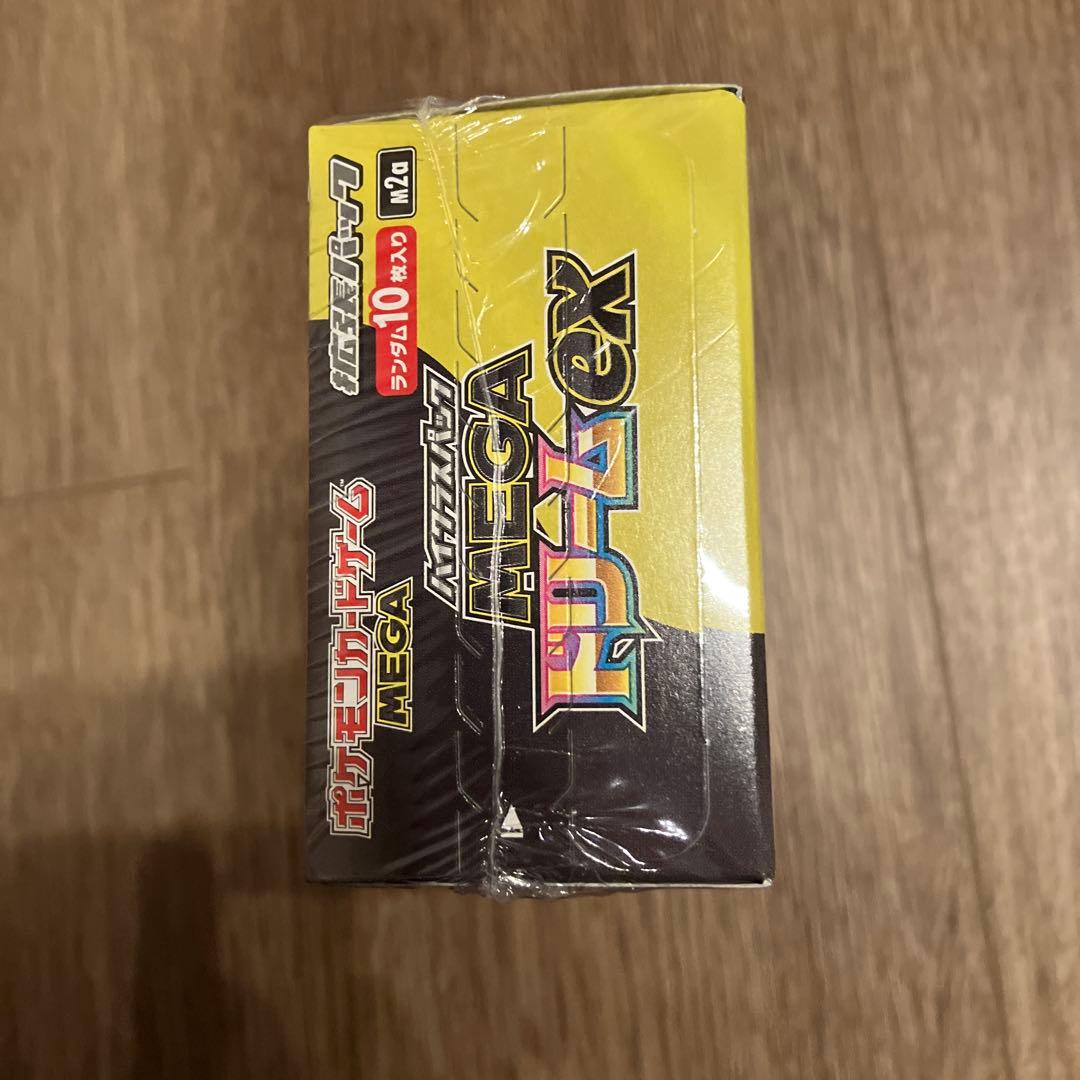 ポケモンカードゲーム™
MEGA
拡張パック
ランダム10枚入り
M2a
ハイクラスパック
MEGA
ドリームex